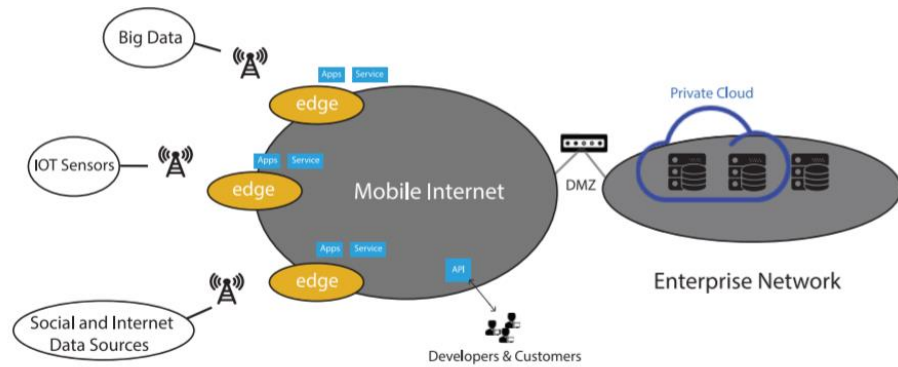 Big Data
Apps Service
edge
IOT Sensors
Apps Service
edge
Mobile Internet
Apps Service
edge
API
Social and Internet
Data Sources
Developers & Customers
DMZ
Private Cloud
Enterprise Network